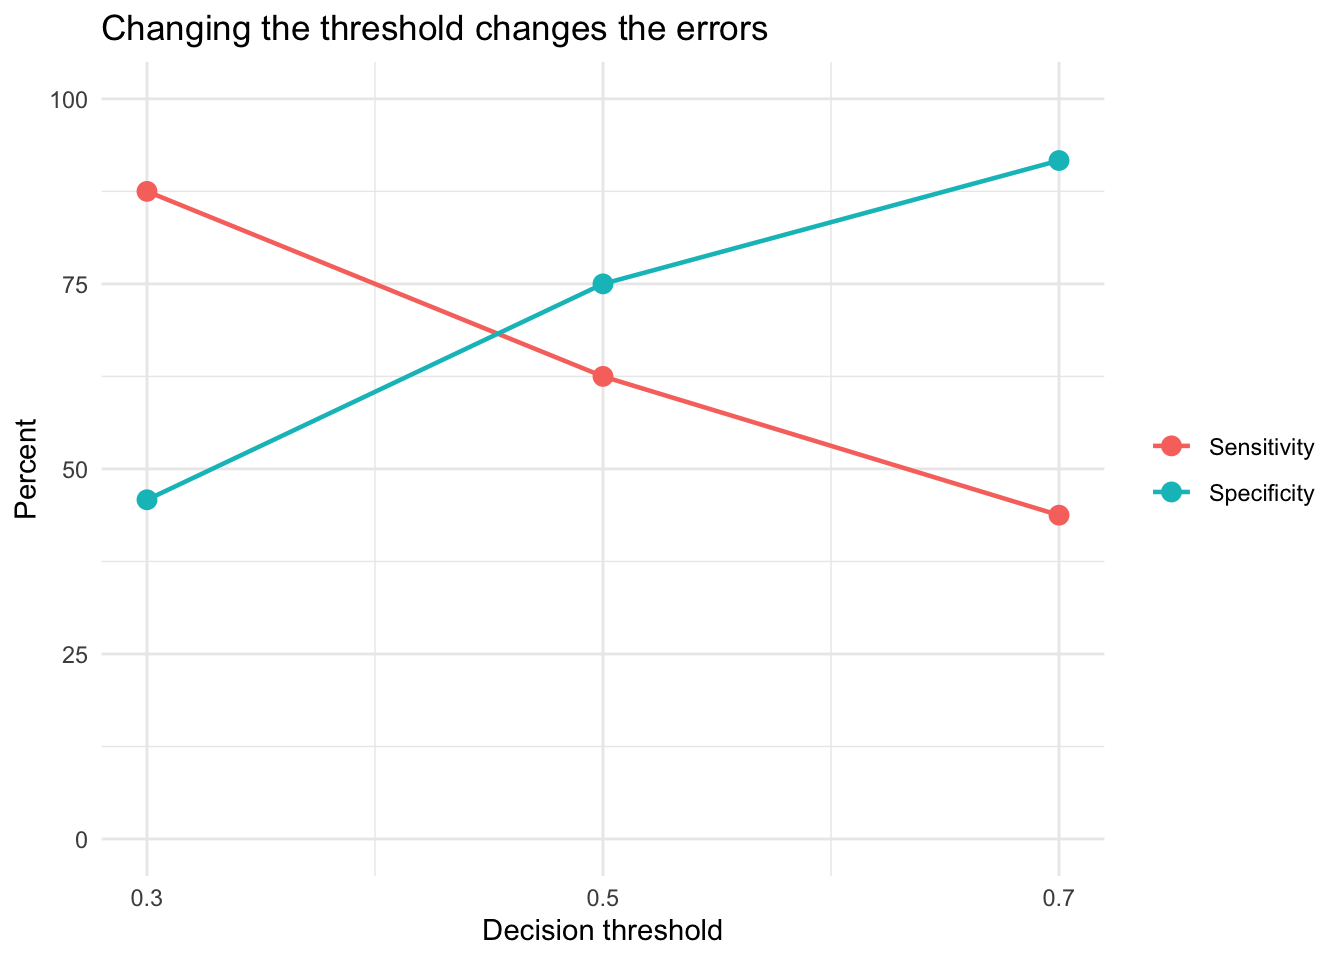 Changing the threshold changes the errors
100
75
50
25
0
Percent
0.3
0.5
0.7
Decision threshold
Sensitivity
Specificity